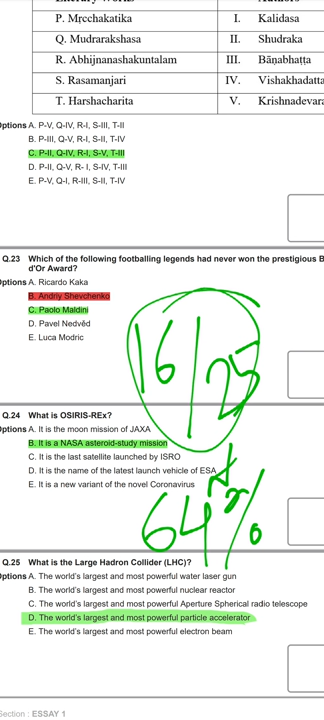 P. Mṛcchakatika I. Kalidasa
Q. Mudrarakshasa II. Shudraka
R. Abhijnanashakuntalam III. Bāṇabhaṭṭa
S. Rasamanjari IV. Vishakhadatta
T. Harshacharita V. Krishnadevara
Options A. P-V, Q-IV, R-I, S-III, T-II
B. P-III, Q-V, R-I, S-II, T-IV
C. P-II, Q-IV, R-I, S-V, T-III
D. P-II, Q-V, R- I, S-IV, T-III
E. P-V, Q-I, R-III, S-II, T-IV
Q.23 Which of the following footballing legends had never won the prestigious B
d'Or Award?
Options A. Ricardo Kaka
B. Andriy Shevchenko
C. Paolo Maldini
D. Pavel Nedvěd
E. Luca Modric
16/25
Q.24 What is OSIRIS-REx?
Options A. It is the moon mission of JAXA
B. It is a NASA asteroid-study mission
C. It is the last satellite launched by ISRO
D. It is the name of the latest launch vehicle of ESA
E. It is a new variant of the novel Coronavirus
64%
Q.25 What is the Large Hadron Collider (LHC)?
Options A. The world's largest and most powerful water laser gun
B. The world's largest and most powerful nuclear reactor
C. The world's largest and most powerful Aperture Spherical radio telescope
D. The world's largest and most powerful particle accelerator
E. The world's largest and most powerful electron beam
Section : ESSAY 1